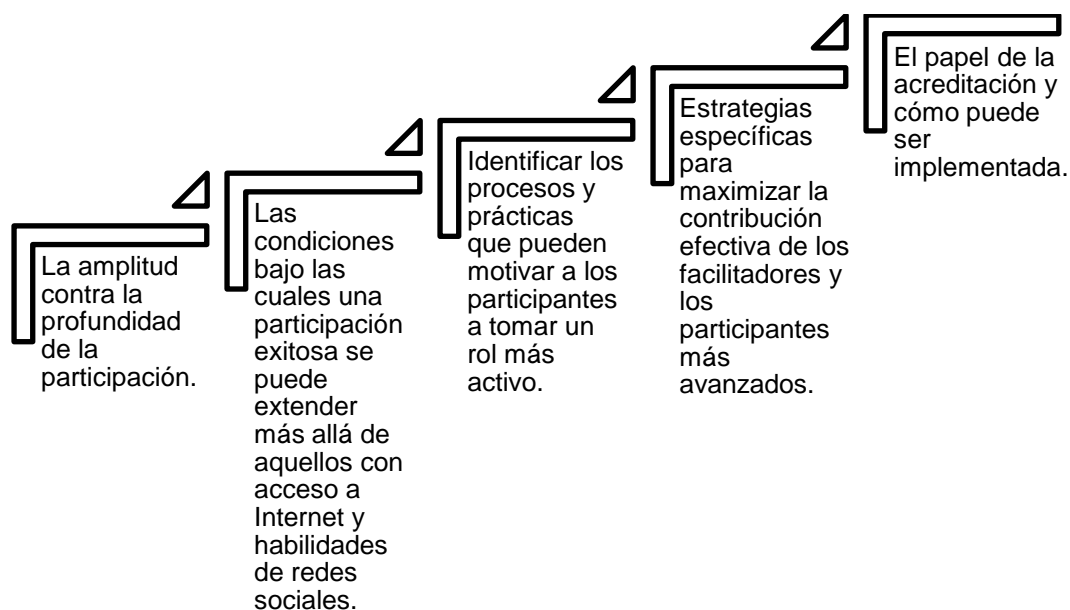 La amplitud
contra la
profundidad
de la
participación.
Las
condiciones
bajo las
cuales una
participación
exitosa se
puede
extender
más allá de
aquellos con
acceso a
Internet y
habilidades
de redes
sociales.
Identificar los
procesos y
prácticas
que pueden
motivar a los
participantes
a tomar un
rol más
activo.
Estrategias
específicas
para
maximizar la
contribución
efectiva de los
facilitadores y
los
participantes
más
avanzados.
El papel de la
acreditación y
cómo puede
ser
implementada.